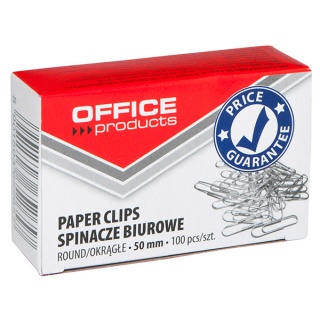 OFFICE
products
PRICE
GUARANTEE
PAPER CLIPS
SPINACZE BIUROWE
ROUND/OKRĄGŁE • 50 mm • 100 pcs/szt.